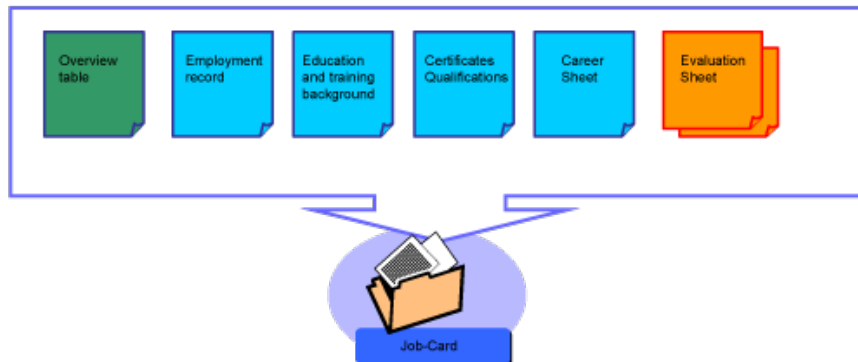 Overview
table
Employment
record
Education
and training
background
Certificates
Qualifications
Career
Sheet
Evaluation
Sheet
Job-Card